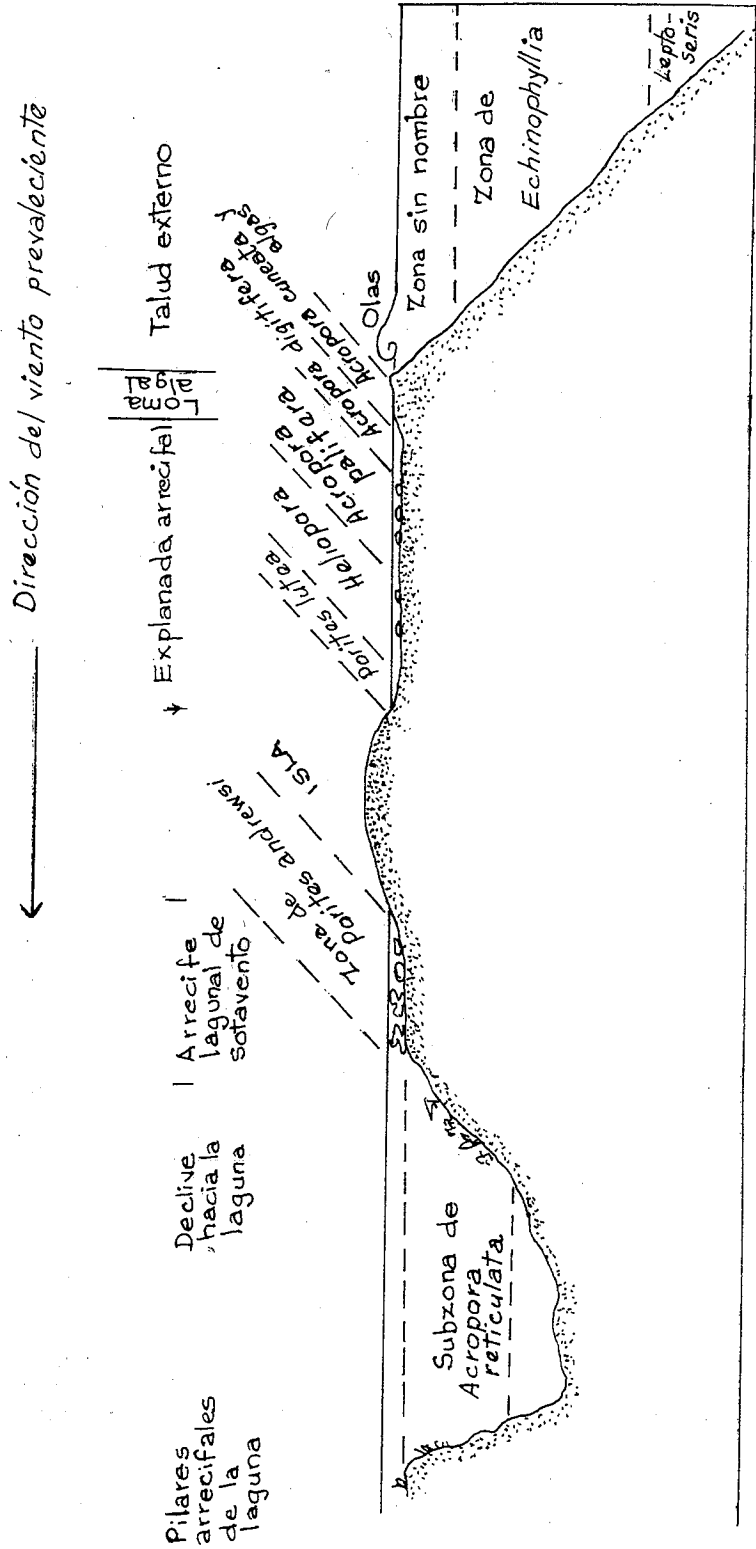 Dirección del viento prevaleciente
Pilares
arrecifales
de la
laguna
Declive
hacia la
laguna
Arrecife
lagunal de
sotavento
Explanada arrecifal
Loma
algal
Talud externo
Zona de
Porites andrewsi
ISLA
Porites lutea
Heliopora
Acropora
palifera
Acropora digitifera
Acropora cuneata y
algas
Olas
Subzona de
Acropora
reticulata
Zona sin nombre
Zona de
Echinophyllia
Lepto-
seris